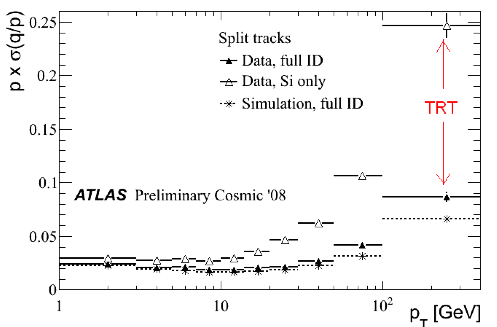 p x σ(q/p)
0.25
0.2
0.15
0.1
0.05
0
Split tracks
Data, full ID
Data, Si only
Simulation, full ID
TRT
ATLAS Preliminary Cosmic '08
1 10 10²
p_T [GeV]